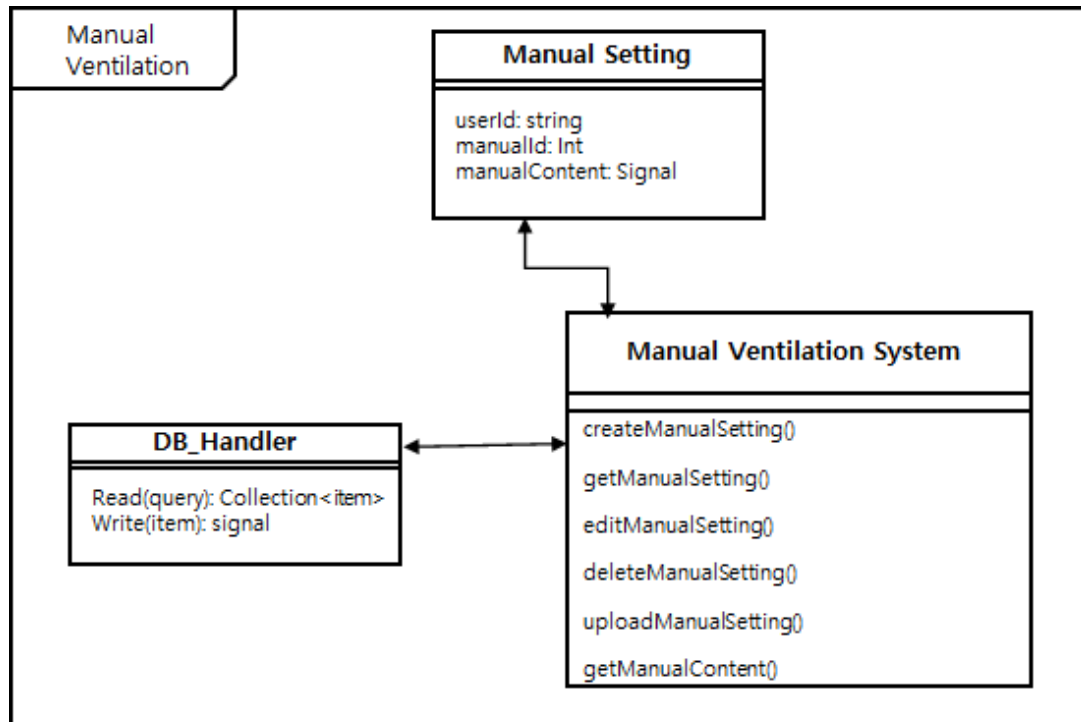 Manual
Ventilation
Manual Setting
userId: string
manualId: Int
manualContent: Signal
Manual Ventilation System
createManualSetting()
getManualSetting()
editManualSetting()
deleteManualSetting()
uploadManualSetting()
getManualContent()
DB_Handler
Read(query): Collection<item>
Write(item): signal